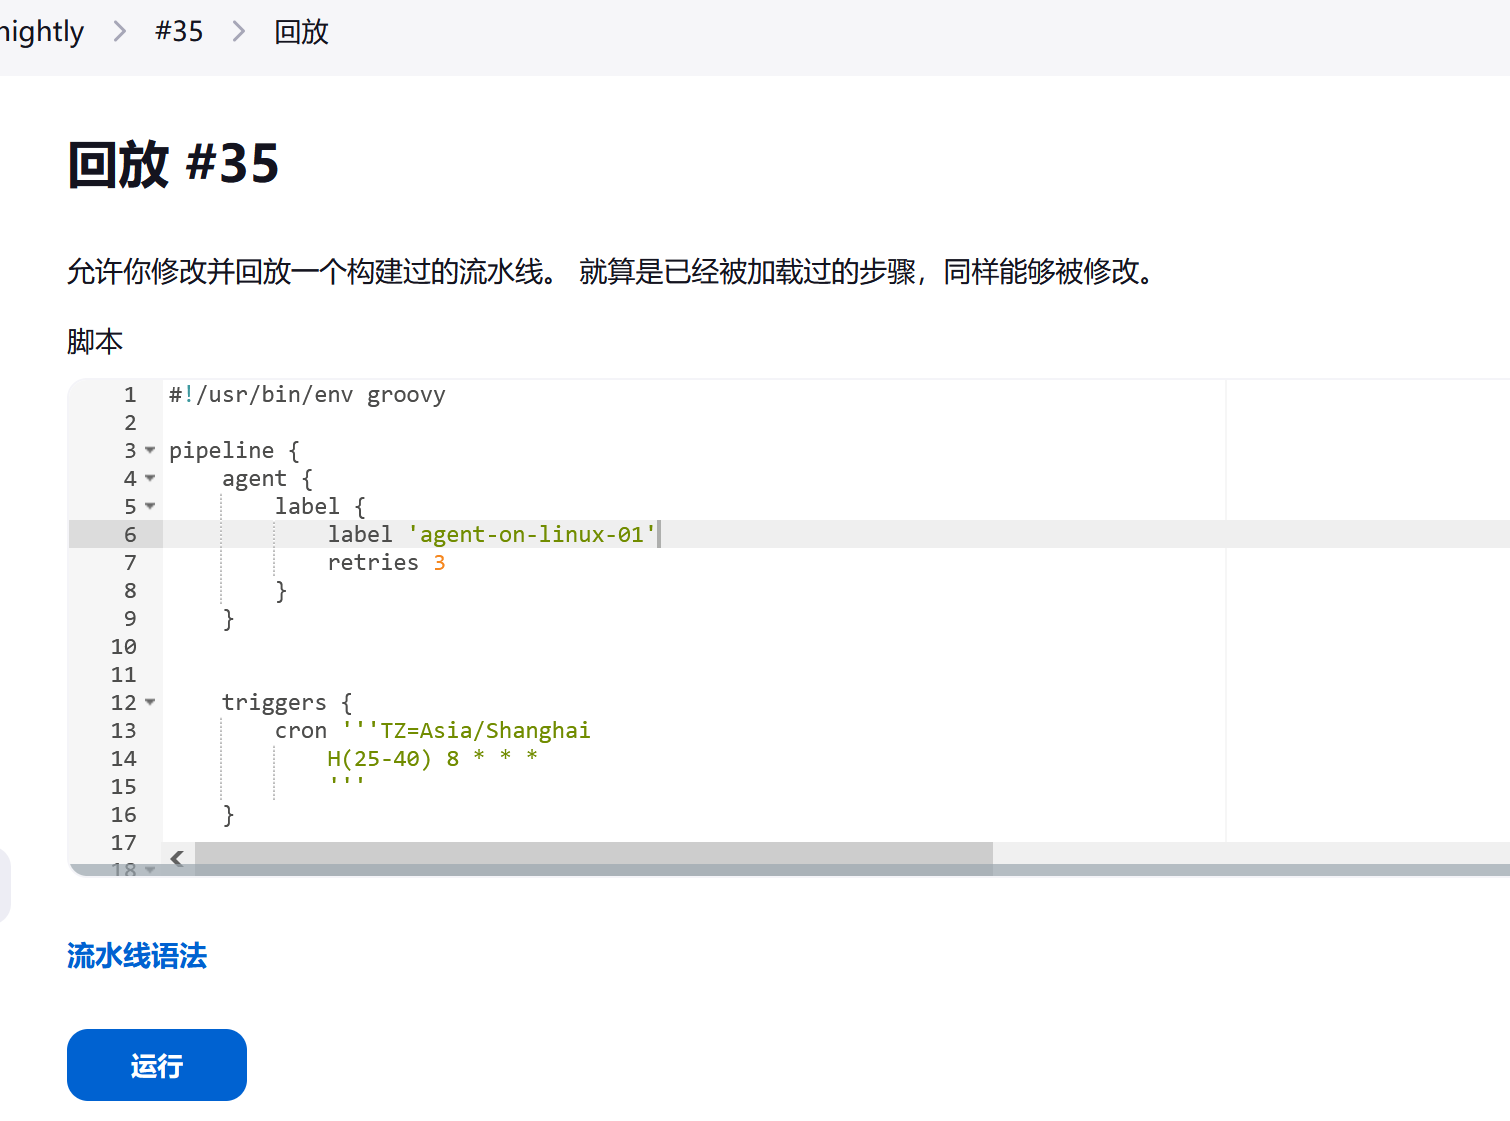 nightly > #35 > 回放
回放 #35
允许你修改并回放一个构建过的流水线。 就算是已经被加载过的步骤，同样能够被修改。
脚本
1 #!/usr/bin/env groovy
2
3 pipeline {
4 agent {
5 label {
6 label 'agent-on-linux-01'
7 retries 3
8 }
9 }
10
11
12 triggers {
13 cron '''TZ=Asia/Shanghai
14 H(25-40) 8 * * *
15 '''
16 }
17
18
流水线语法
运行